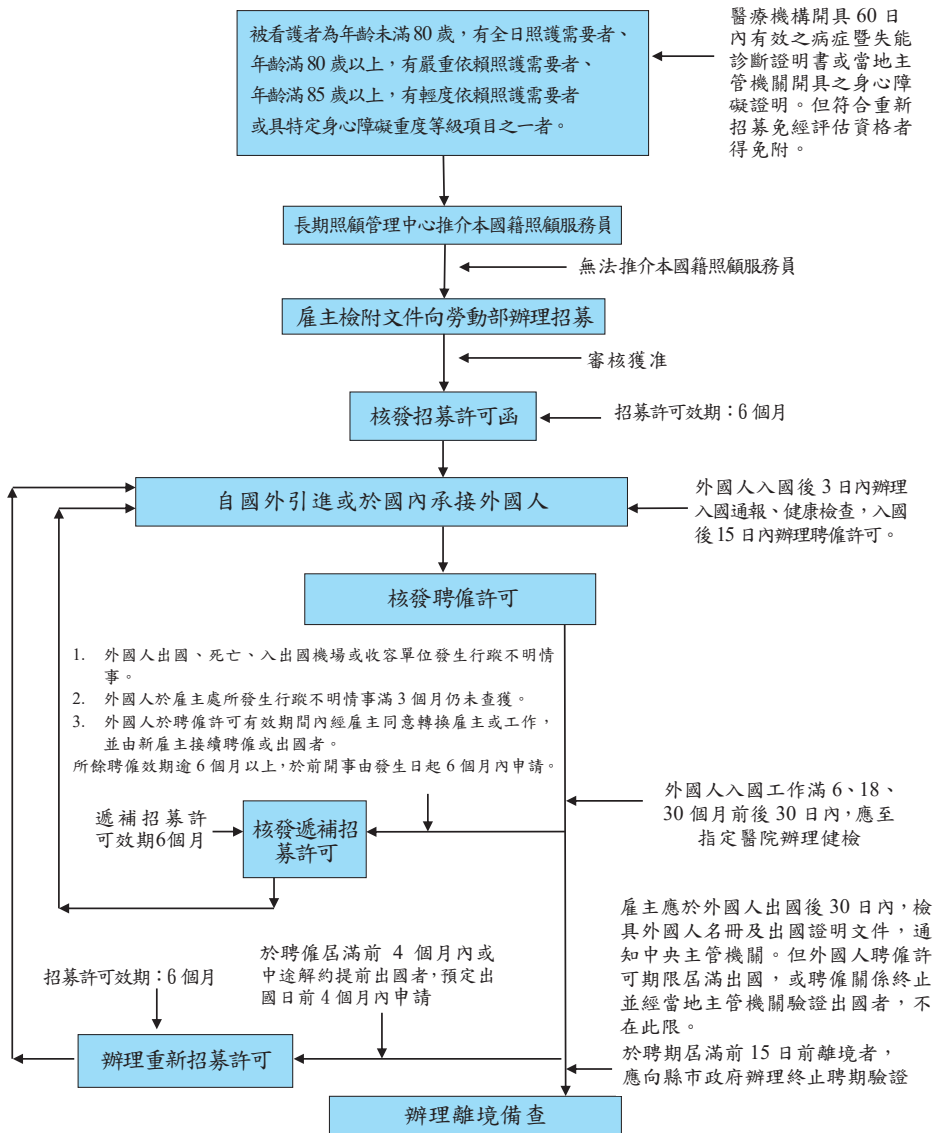 被看護者為年齡未滿 80 歲，有全日照護需要者、
年齡滿 80 歲以上，有嚴重依賴照護需要者、
年齡滿 85 歲以上，有輕度依賴照護需要者
或具特定身心障礙重度等級項目之一者。
醫療機構開具 60 日
內有效之病症暨失能
診斷證明書或當地主
管機關開具之身心障
礙證明。但符合重新
招募免經評估資格者
得免附。
長期照顧管理中心推介本國籍照顧服務員
無法推介本國籍照顧服務員
雇主檢附文件向勞動部辦理招募
審核獲准
核發招募許可函
招募許可效期：6 個月
自國外引進或於國內承接外國人
外國人入國後 3 日內辦理
入國通報、健康檢查，入國
後 15 日內辦理聘僱許可。
核發聘僱許可
1. 外國人出國、死亡、入出國機場或收容單位發生行蹤不明情
事。
2. 外國人於雇主處所發生行蹤不明情事滿 3 個月仍未查獲。
3. 外國人於聘僱許可有效期間內經雇主同意轉換雇主或工作，
並由新雇主接續聘僱或出國者。
所餘聘僱效期逾 6 個月以上，於前開事由發生日起 6 個月內申請。
外國人入國工作滿 6、18、
30 個月前後 30 日內，應至
指定醫院辦理健檢
遞補招募許
可效期6個月
核發遞補招
募許可
雇主應於外國人出國後 30 日內，檢
具外國人名冊及出國證明文件，通
知中央主管機關。但外國人聘僱許
可期限屆滿出國，或聘僱關係終止
並經當地主管機關驗證出國者，不
在此限。
於聘僱屆滿前 4 個月內或
中途解約提前出國者，預定出
國日前 4 個月內申請
招募許可效期：6 個月
辦理重新招募許可
於聘期屆滿前 15 日前離境者，
應向縣市政府辦理終止聘期驗證
辦理離境備查